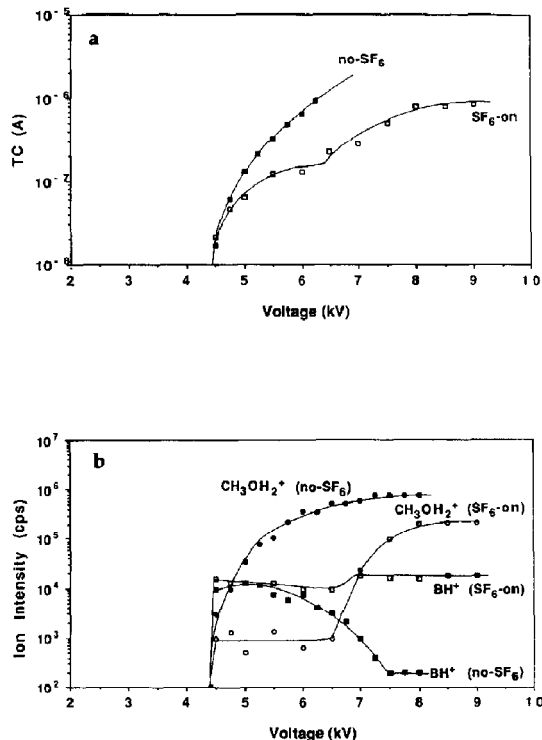 a
10⁻⁵
no-SF₆
10⁻⁶
SF₆-on
TC (A)
10⁻⁷
10⁻⁸
2 3 4 5 6 7 8 9 10
Voltage (kV)
b
10⁷
CH₃OH₂⁺ (no-SF₆)
10⁶
CH₃OH₂⁺ (SF₆-on)
10⁵
Ion Intensity (cps)
10⁴
BH⁺ (SF₆-on)
10³
BH⁺ (no-SF₆)
10²
2 3 4 5 6 7 8 9 10
Voltage (kV)